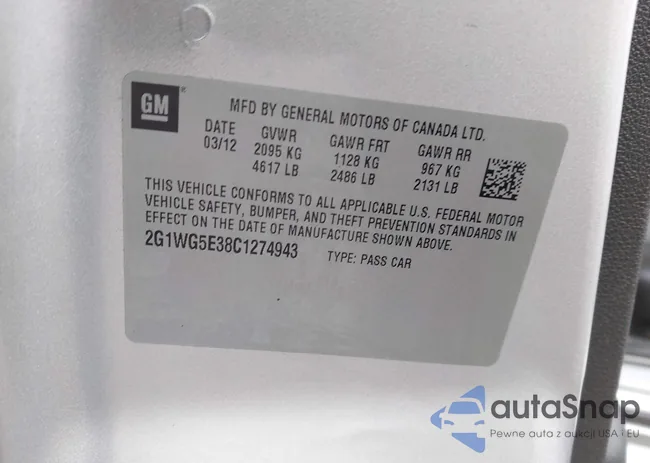 GM
MFD BY GENERAL MOTORS OF CANADA LTD.
DATE GVWR GAWR FRT GAWR RR
03/12 2095 KG 1128 KG 967 KG
4617 LB 2486 LB 2131 LB
THIS VEHICLE CONFORMS TO ALL APPLICABLE U.S. FEDERAL MOTOR
VEHICLE SAFETY, BUMPER, AND THEFT PREVENTION STANDARDS IN
EFFECT ON THE DATE OF MANUFACTURE SHOWN ABOVE.
2G1WG5E38C1274943 TYPE: PASS CAR
autaSnap
Pewne auta z aukcji USA i EU